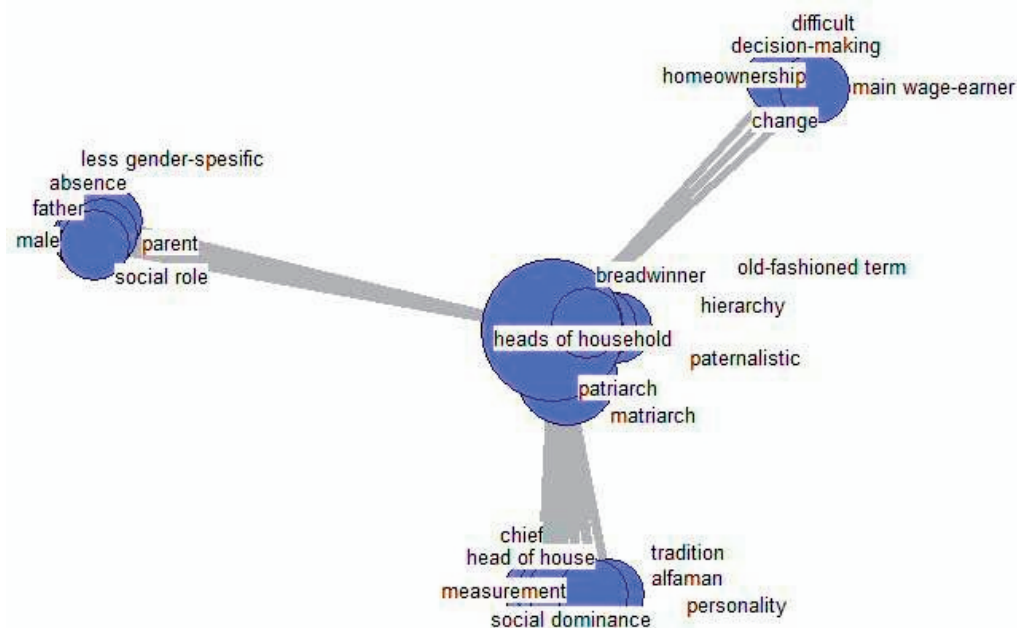 difficult
decision-making
homeownership
main wage-earner
change
less gender-spesific
absence
father
male
parent
social role
breadwinner
old-fashioned term
hierarchy
heads of household
paternalistic
patriarch
matriarch
chief
head of house
tradition
alfaman
measurement
personality
social dominance